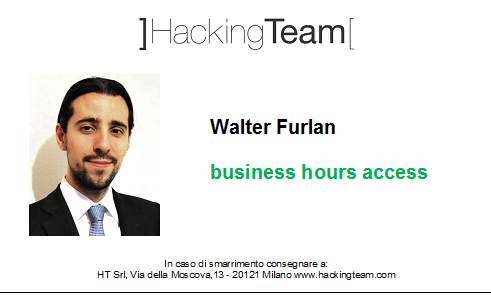 ]HackingTeam[
Walter Furlan
business hours access
In caso di smarrimento consegnare a:
HT Srl, Via della Moscova,13 - 20121 Milano www.hackingteam.com